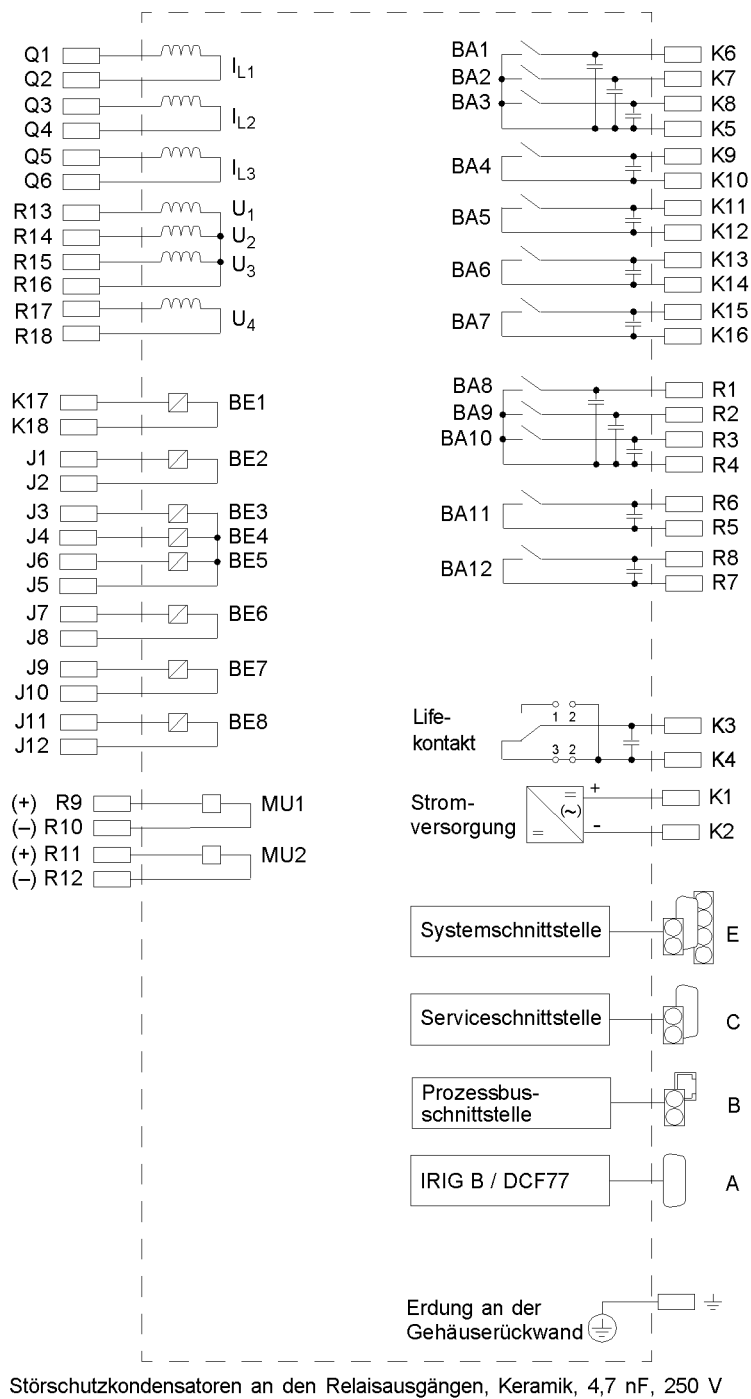 Q1
Q2
I L1
Q3
Q4
I L2
Q5
Q6
I L3
R13 U1
R14 U2
R15 U3
R16
R17
R18
U4
K17 BE1
K18
J1 BE2
J2
J3 BE3
J4 BE4
J6 BE5
J5
J7 BE6
J8
J9 BE7
J10
J11 BE8
J12
(+) R9 MU1
(–) R10
(+) R11 MU2
(–) R12
BA1 K6
BA2 K7
BA3 K8
K5
BA4 K9
K10
BA5 K11
K12
BA6 K13
K14
BA7 K15
K16
BA8 R1
BA9 R2
BA10 R3
R4
BA11 R6
R5
BA12 R8
R7
Life-
kontakt
1 2
3 2
K3
K4
Strom-
versorgung
= (~) =
+ K1
- K2
Systemschnittstelle E
Serviceschnittstelle C
Prozessbus-
schnittstelle
B
IRIG B / DCF77 A
Erdung an der
Gehäuserückwand
Störschutzkondensatoren an den Relaisausgängen, Keramik, 4,7 nF, 250 V